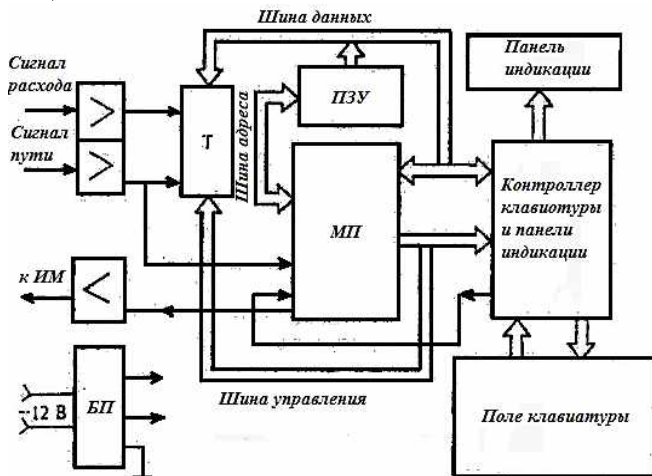 Шина данных
Сигнал
расхода
Сигнал
пути
Т
Шина адреса
ПЗУ
Панель
индикации
МП
Контроллер
клавиотуры
и панели
индикации
к ИМ
~12 В
БП
Шина управления
Поле клавиатуры